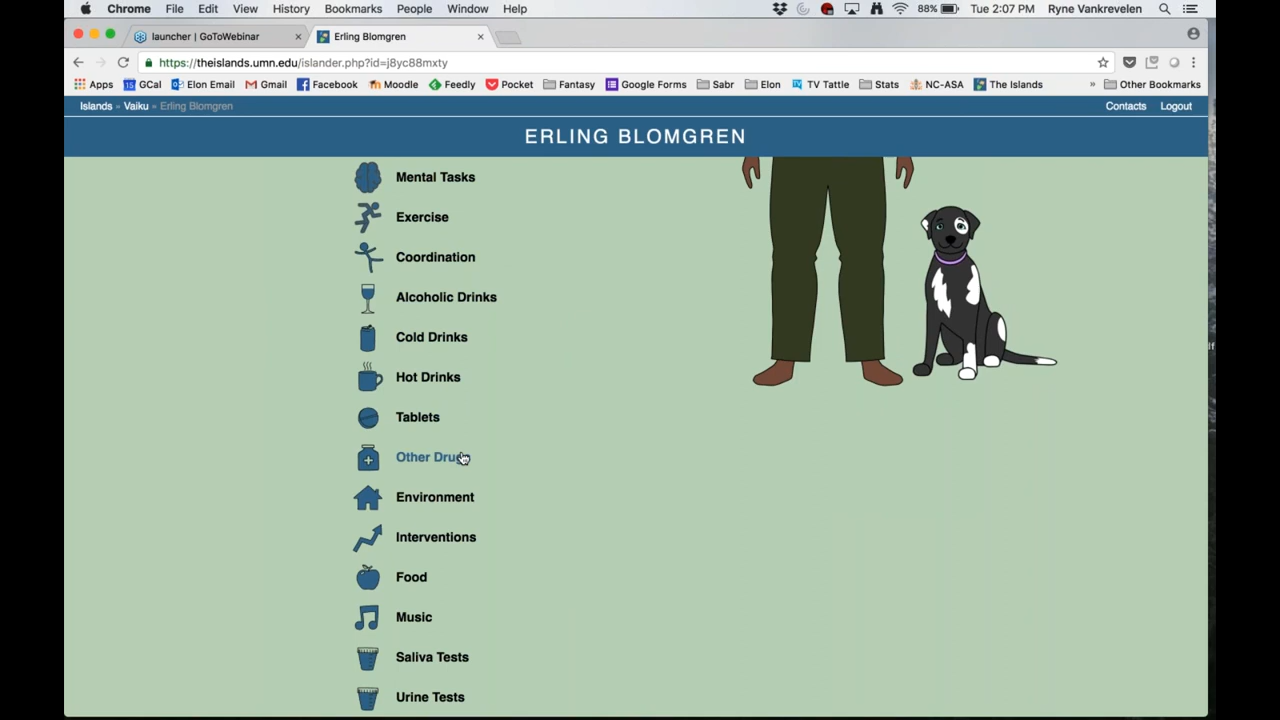 Chrome File Edit View History Bookmarks People Window Help 88% Tue 2:07 PM Ryne Vankrevelen
launcher | GoToWebinar Erling Blomgren
https://theislands.umn.edu/islander.php?id=j8yc88mxty
Apps GCal Elon Email Gmail Facebook Moodle Feedly Pocket Fantasy Google Forms Sabr Elon TV Tattle Stats NC-ASA The Islands » Other Bookmarks
Islands » Vaiku » Erling Blomgren Contacts Logout
ERLING BLOMGREN
Mental Tasks
Exercise
Coordination
Alcoholic Drinks
Cold Drinks
Hot Drinks
Tablets
Other
Environment
Interventions
Food
Music
Saliva Tests
Urine Tests